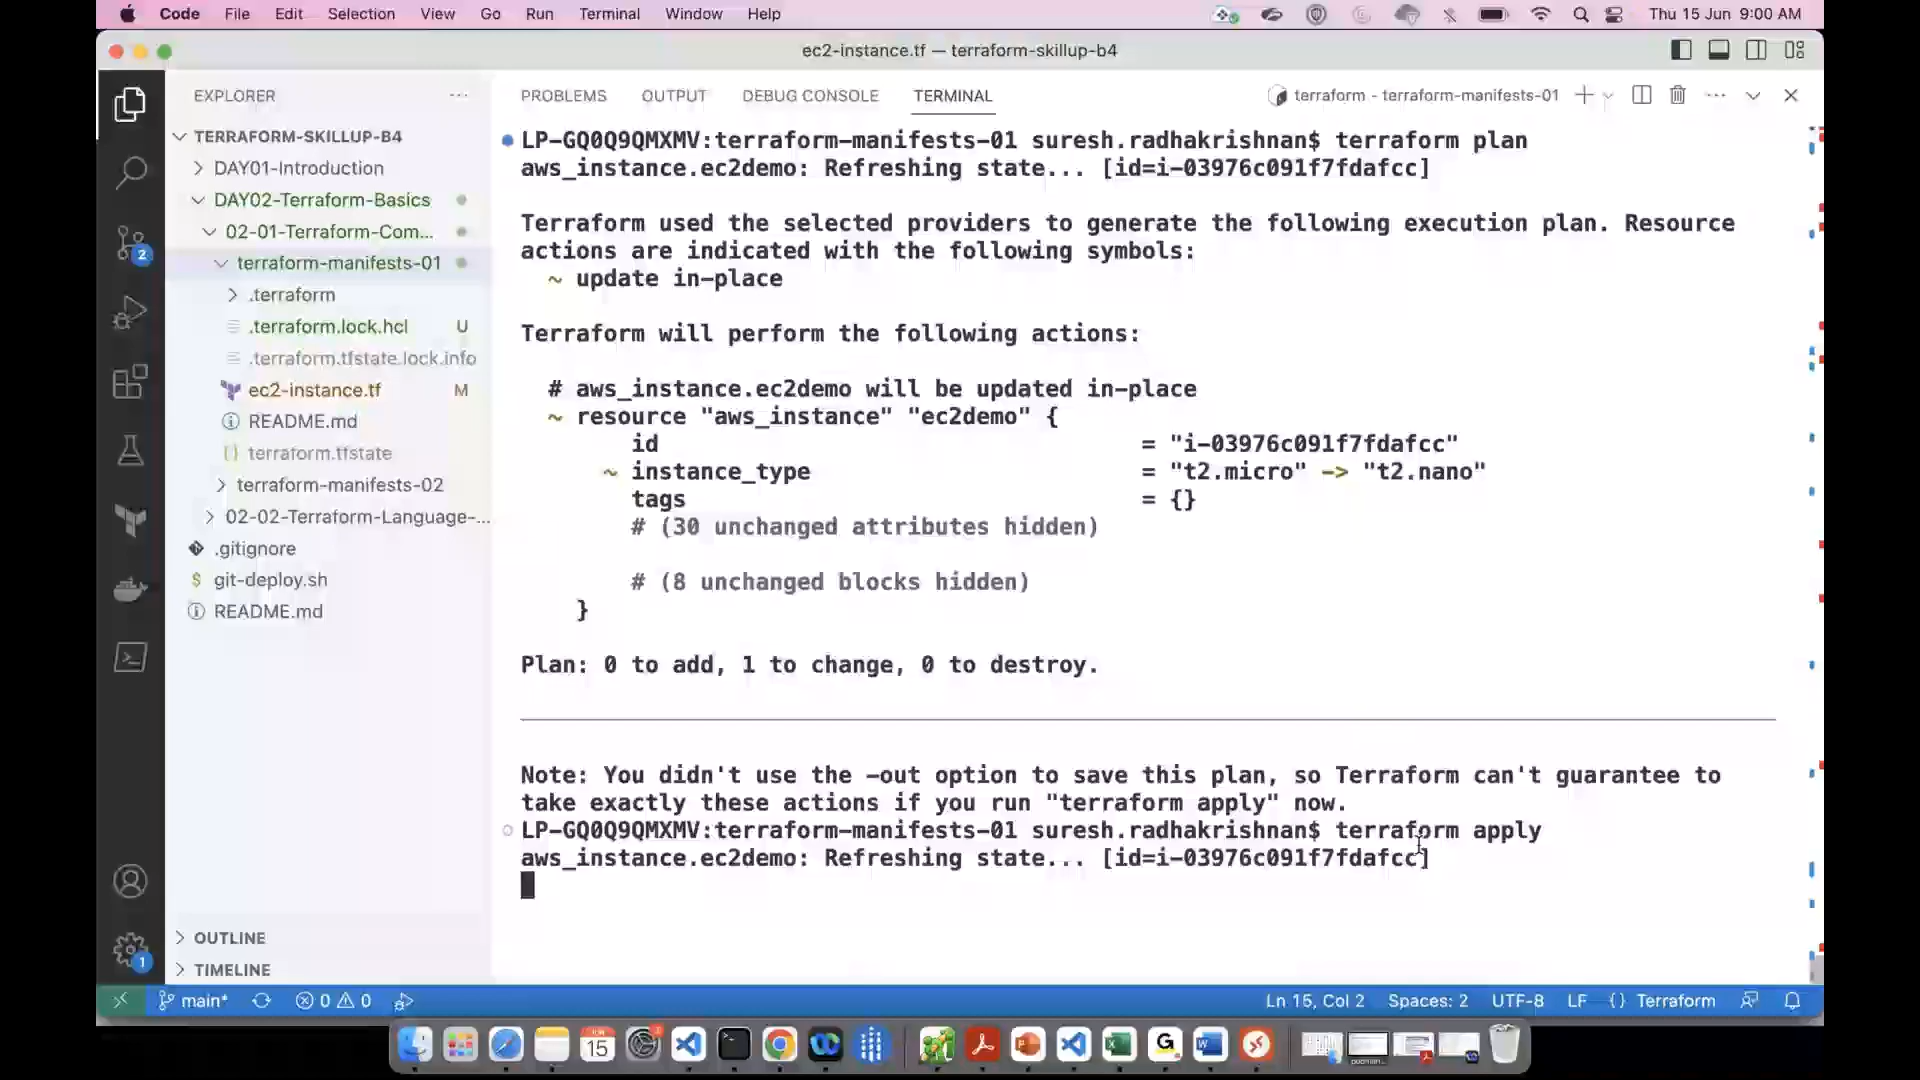 Code File Edit Selection View Go Run Terminal Window Help
Thu 15 Jun 9:00 AM
ec2-instance.tf — terraform-skillup-b4
EXPLORER
TERRAFORM-SKILLUP-B4
DAY01-Introduction
DAY02-Terraform-Basics
02-01-Terraform-Com...
terraform-manifests-01
.terraform
.terraform.lock.hcl U
.terraform.tfstate.lock.info
ec2-instance.tf M
README.md
terraform.tfstate
terraform-manifests-02
02-02-Terraform-Language-...
.gitignore
git-deploy.sh
README.md
OUTLINE
TIMELINE
2
1
PROBLEMS OUTPUT DEBUG CONSOLE TERMINAL
terraform - terraform-manifests-01
LP-GQ0Q9QMXMV:terraform-manifests-01 suresh.radhakrishnan$ terraform plan
aws_instance.ec2demo: Refreshing state... [id=i-03976c091f7fdafcc]
Terraform used the selected providers to generate the following execution plan. Resource
actions are indicated with the following symbols:
~ update in-place
Terraform will perform the following actions:
# aws_instance.ec2demo will be updated in-place
~ resource "aws_instance" "ec2demo" {
id = "i-03976c091f7fdafcc"
~ instance_type = "t2.micro" -> "t2.nano"
tags = {}
# (30 unchanged attributes hidden)
# (8 unchanged blocks hidden)
}
Plan: 0 to add, 1 to change, 0 to destroy.
Note: You didn't use the -out option to save this plan, so Terraform can't guarantee to
take exactly these actions if you run "terraform apply" now.
LP-GQ0Q9QMXMV:terraform-manifests-01 suresh.radhakrishnan$ terraform apply
aws_instance.ec2demo: Refreshing state... [id=i-03976c091f7fdafcc]
main* 0 0
Ln 15, Col 2 Spaces: 2 UTF-8 LF {} Terraform
15